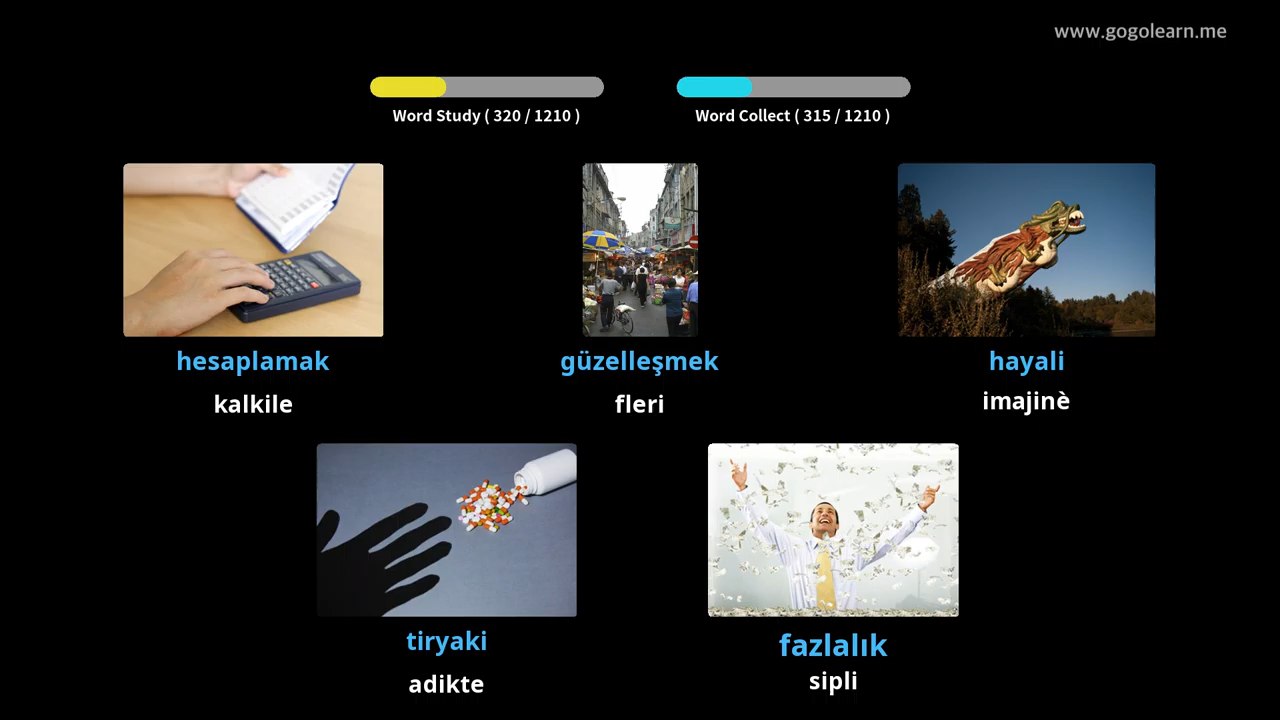 www.gogolearn.me
Word Study ( 320 / 1210 )
Word Collect ( 315 / 1210 )
hesaplamak
kalkile
güzelleşmek
fleri
hayali
imajinè
tiryaki
adikte
fazlalık
sipli